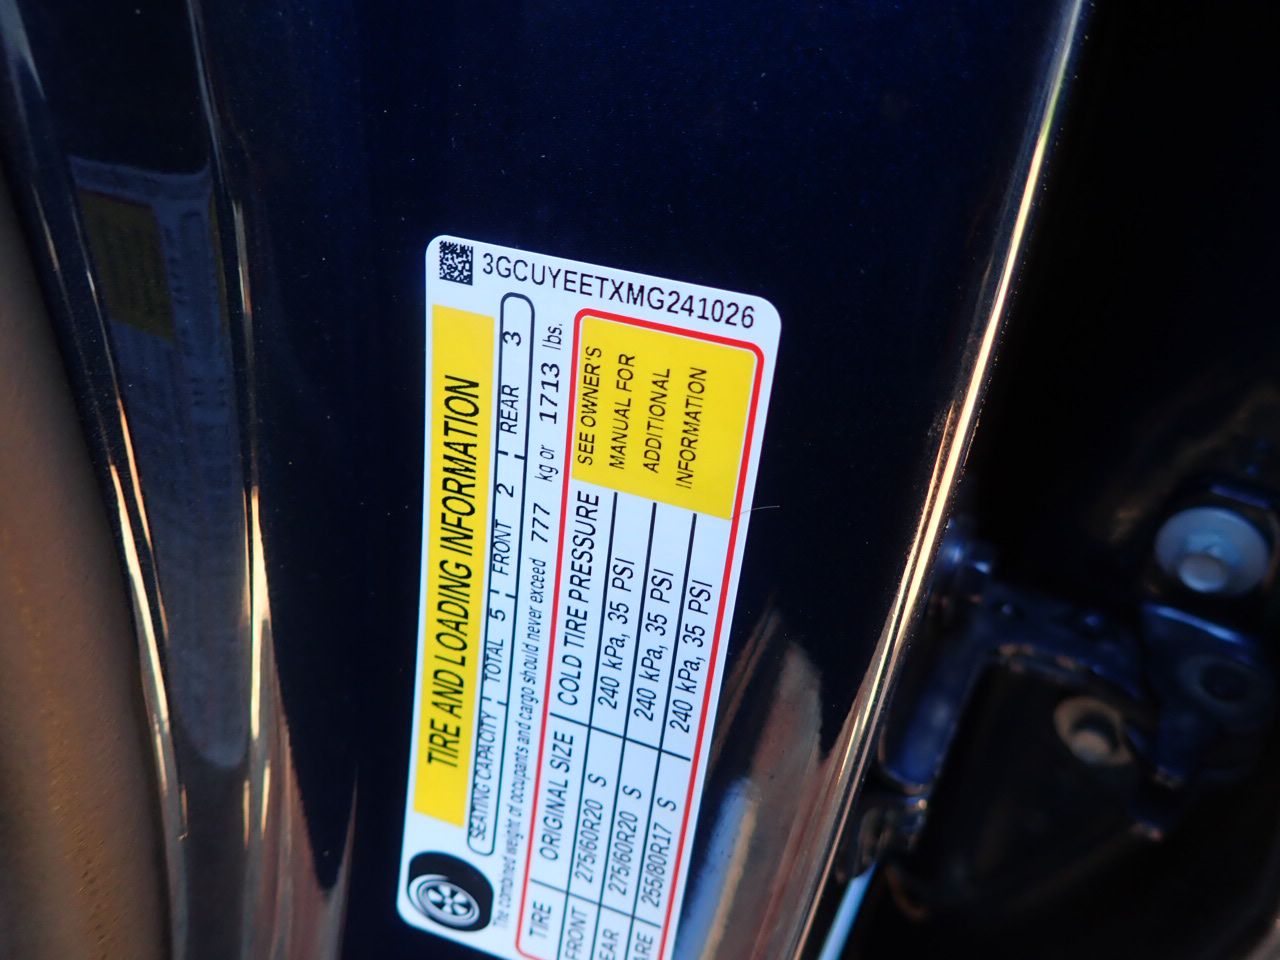 3GCUYEETXMG241026
TIRE AND LOADING INFORMATION
SEATING CAPACITY TOTAL 5 FRONT 2 REAR 3
The combined weight of occupants and cargo should never exceed 777 kg or 1713 lbs.
TIRE ORIGINAL SIZE COLD TIRE PRESSURE
FRONT 275/60R20 S 240 kPa, 35 PSI
EAR 275/60R20 S 240 kPa, 35 PSI
ARE 255/80R17 S 240 kPa, 35 PSI
SEE OWNER'S
MANUAL FOR
ADDITIONAL
INFORMATION